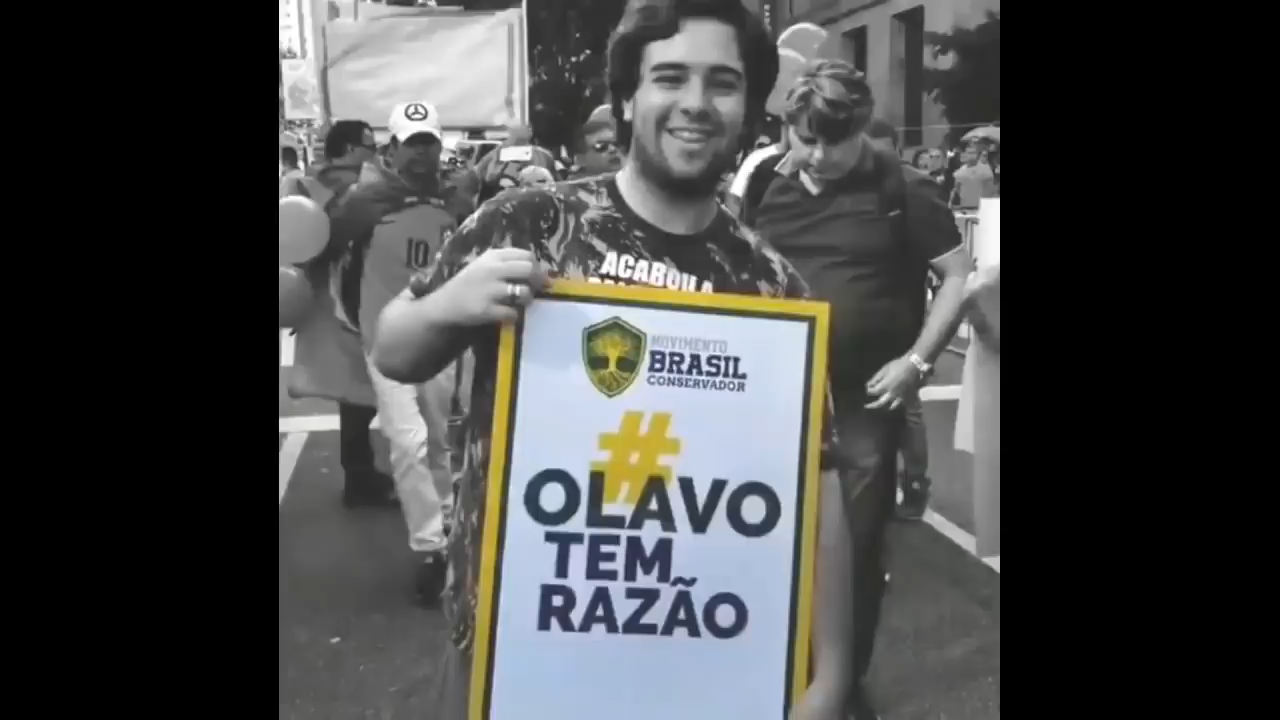 10
ACABOU A
MOVIMENTO
BRASIL
CONSERVADOR
#
OLAVO
TEM
RAZÃO